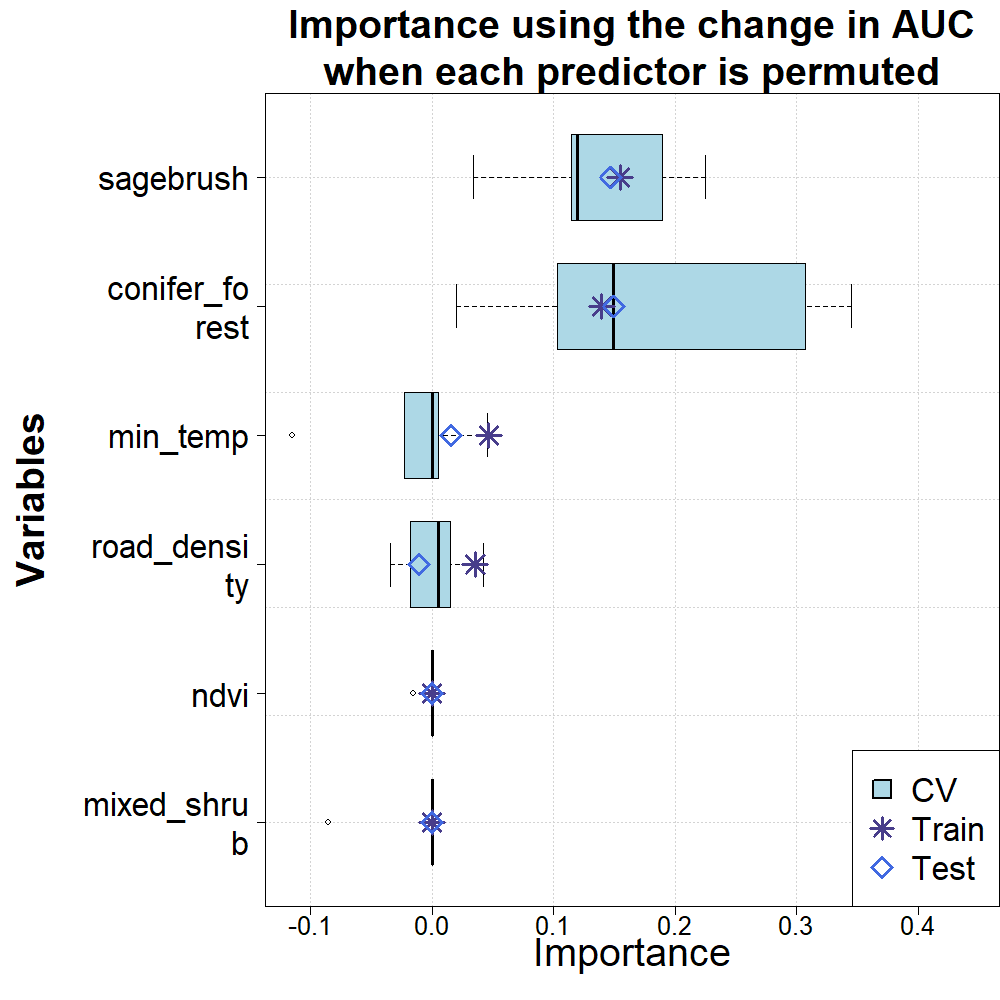 Importance using the change in AUC
when each predictor is permuted
sagebrush
conifer_fo
rest
min_temp
road_densi
ty
ndvi
mixed_shru
b
Variables
CV
Train
Test
-0.1 0.0 0.1 0.2 0.3 0.4
Importance